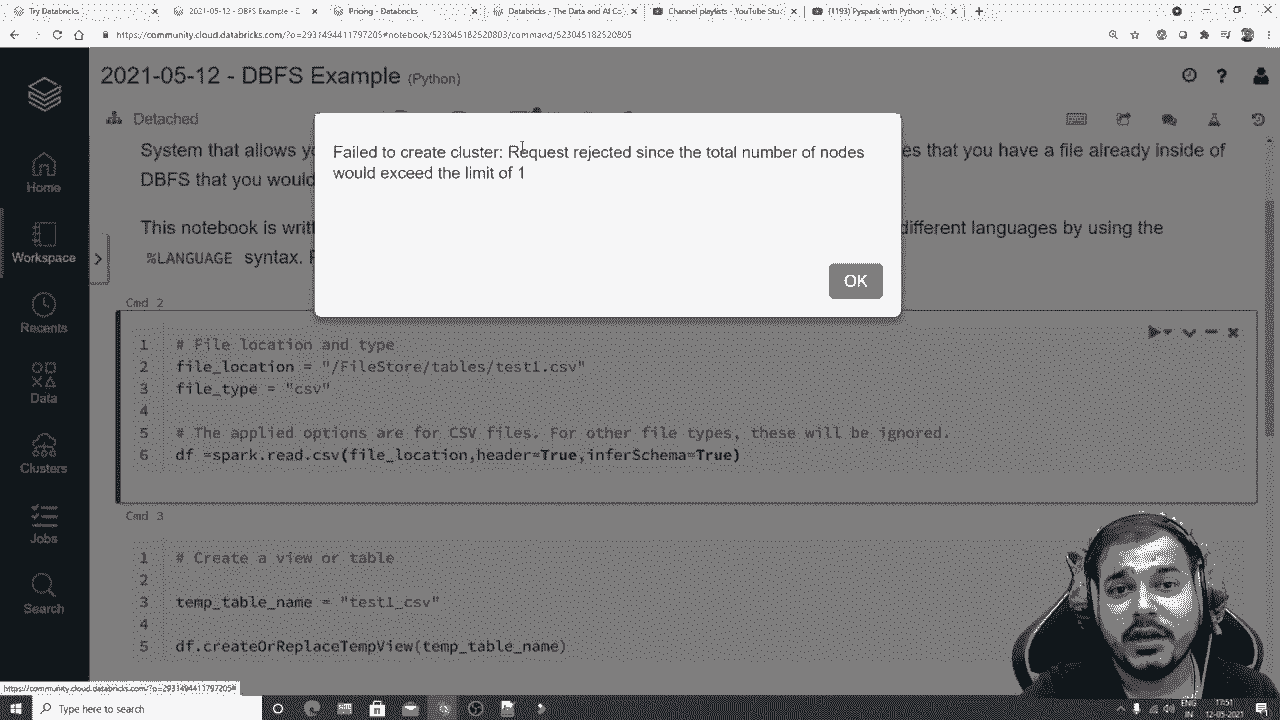 Try Databricks
2021-05-12 - DBFS Example - D
Pricing - Databricks
Databricks - The Data and AI Co
Channel playlists - YouTube Stu
(1193) Pyspark with Python - Yo
https://community.cloud.databricks.com/?o=2931494411797205#notebook/523045182520803/command/523045182520805
2021-05-12 - DBFS Example (Python)
Detached
System that allows yo
es that you have a file already inside of
DBFS that you would
This notebook is writt
different languages by using the
%LANGUAGE syntax. P
Failed to create cluster: Request rejected since the total number of nodes
would exceed the limit of 1
OK
Home
Workspace
Recents
Data
Clusters
Jobs
Search
Cmd 2
1 # File location and type
2 file_location = "/FileStore/tables/test1.csv"
3 file_type = "csv"
4
5 # The applied options are for CSV files. For other file types, these will be ignored.
6 df =spark.read.csv(file_location,header=True,inferSchema=True)
Cmd 3
1 # Create a view or table
2
3 temp_table_name = "test1_csv"
4
5 df.createOrReplaceTempView(temp_table_name)
https://community.cloud.databricks.com/?o=2931494411797205#
Type here to search
ENG
IN
17:51
12-05-2021